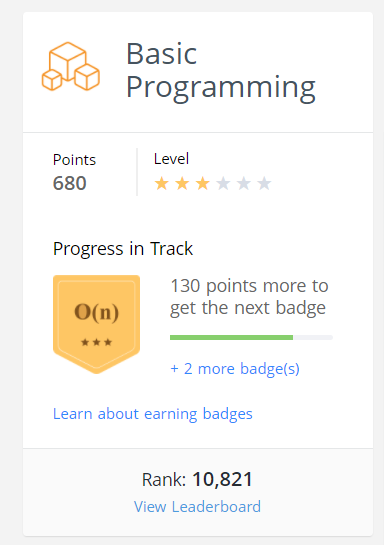 Basic
Programming
Points
680
Level
Progress in Track
O(n)
130 points more to
get the next badge
+ 2 more badge(s)
Learn about earning badges
Rank: 10,821
View Leaderboard